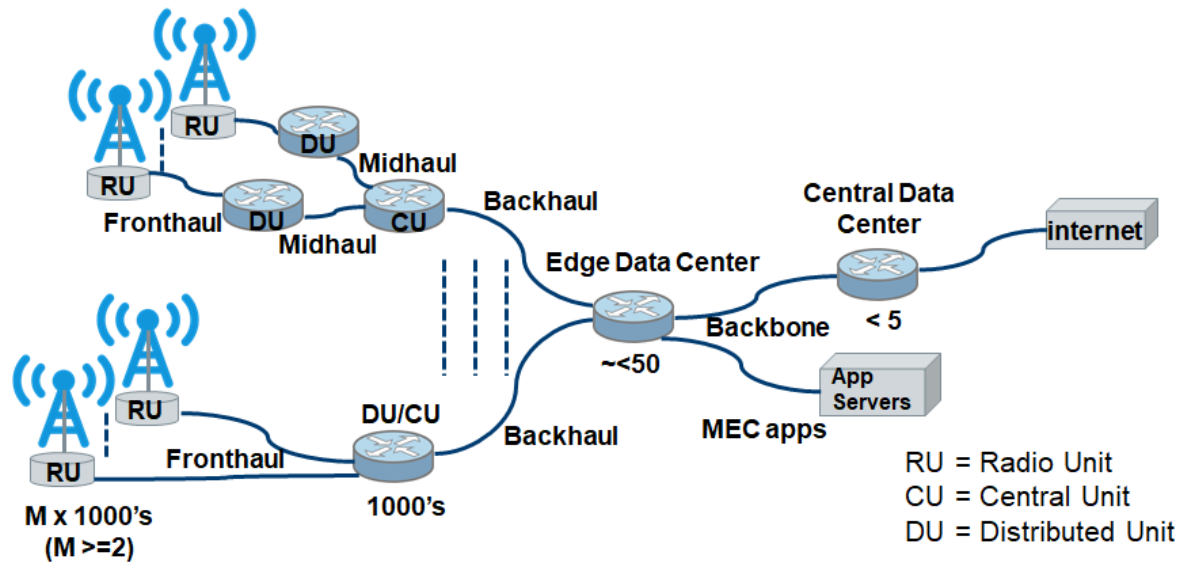 RU
DU
RU
Midhaul
Fronthaul
DU
CU
Midhaul
Backhaul
Central Data
Center
internet
Edge Data Center
Backbone
< 5
~<50
App
Servers
MEC apps
RU
DU/CU
Backhaul
Fronthaul
RU
1000's
M x 1000's
(M >=2)
RU = Radio Unit
CU = Central Unit
DU = Distributed Unit